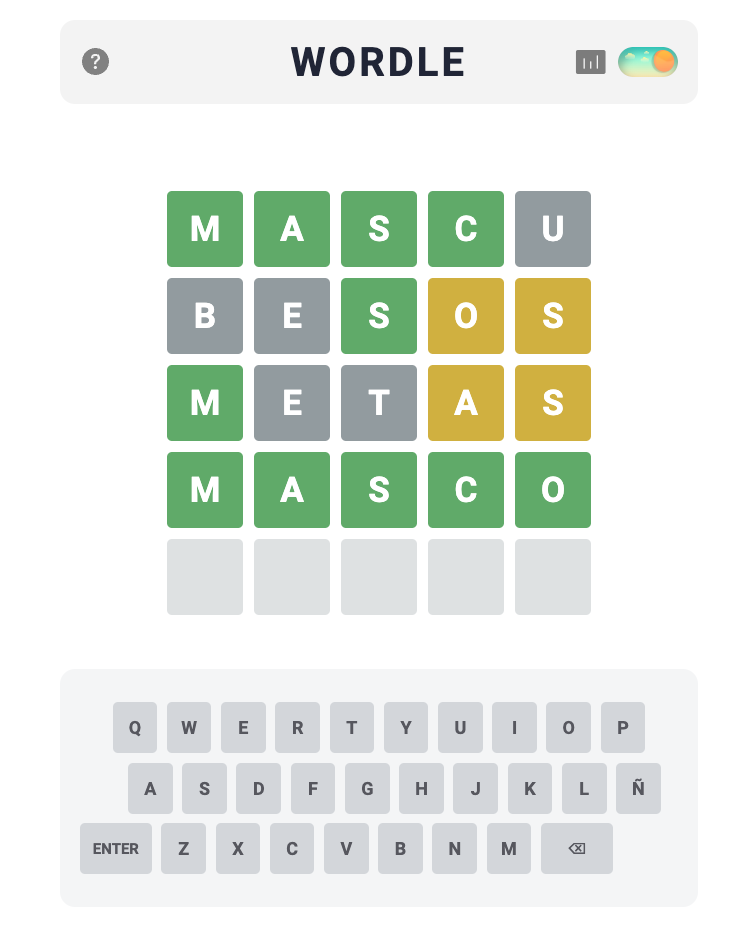 ?
WORDLE
M A S C U
B E S O S
M E T A S
M A S C O
Q W E R T Y U I O P
A S D F G H J K L Ñ
ENTER Z X C V B N M